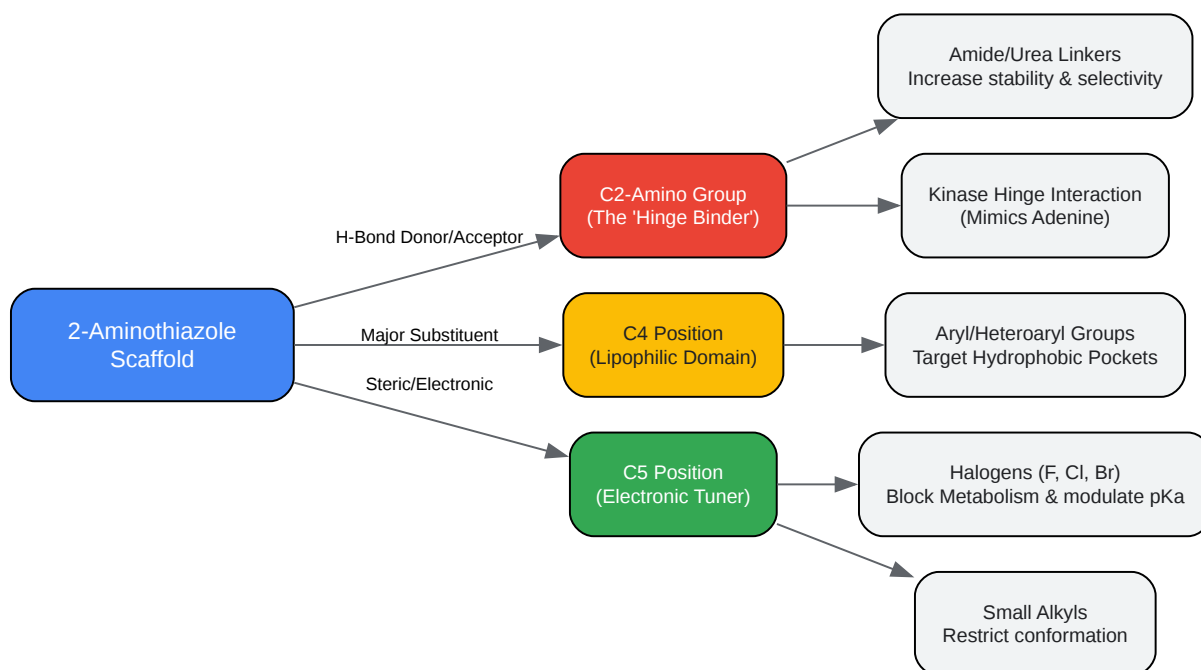 2-Aminothiazole
Scaffold
H-Bond Donor/Acceptor
Major Substituent
Steric/Electronic
C2-Amino Group
(The 'Hinge Binder')
C4 Position
(Lipophilic Domain)
C5 Position
(Electronic Tuner)
Amide/Urea Linkers
Increase stability & selectivity
Kinase Hinge Interaction
(Mimics Adenine)
Aryl/Heteroaryl Groups
Target Hydrophobic Pockets
Halogens (F, Cl, Br)
Block Metabolism & modulate pKa
Small Alkyls
Restrict conformation